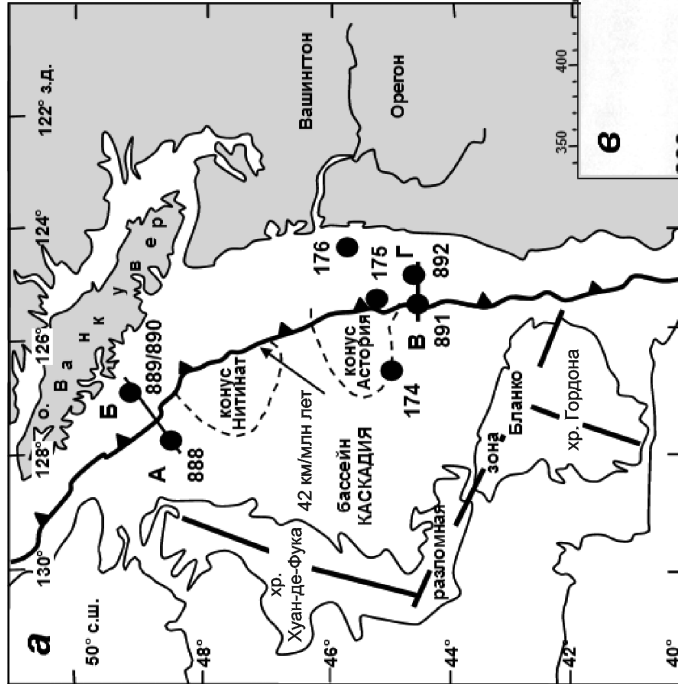 а
50° с.ш.
48°
46°
44°
42°
40°
130°
128°
126°
124°
122° з.д.
о. Ванкувер
Б
889/890
А
888
конус
НИТИНАТ
42 км/млн лет
бассейн
КАСКАДИЯ
конус
АСТОРИЯ
174
175
176
В
891
Г
892
Вашингтон
Орегон
хр.
Хуан-де-Фука
разломная
зона
Бланко
хр. Гордона
в
350
400